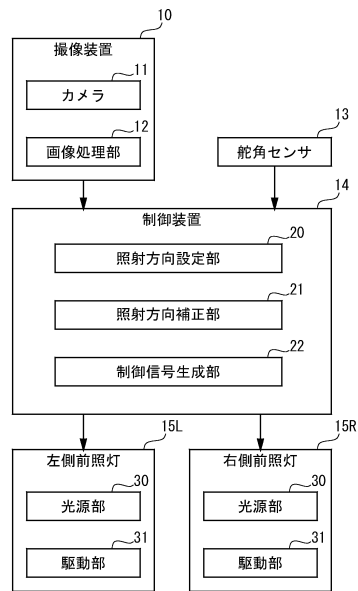 10
撮像装置
11
カメラ
12
画像処理部
13
舵角センサ
14
制御装置
20
照射方向設定部
21
照射方向補正部
22
制御信号生成部
15L
左側前照灯
30
光源部
31
駆動部
15R
右側前照灯
30
光源部
31
駆動部